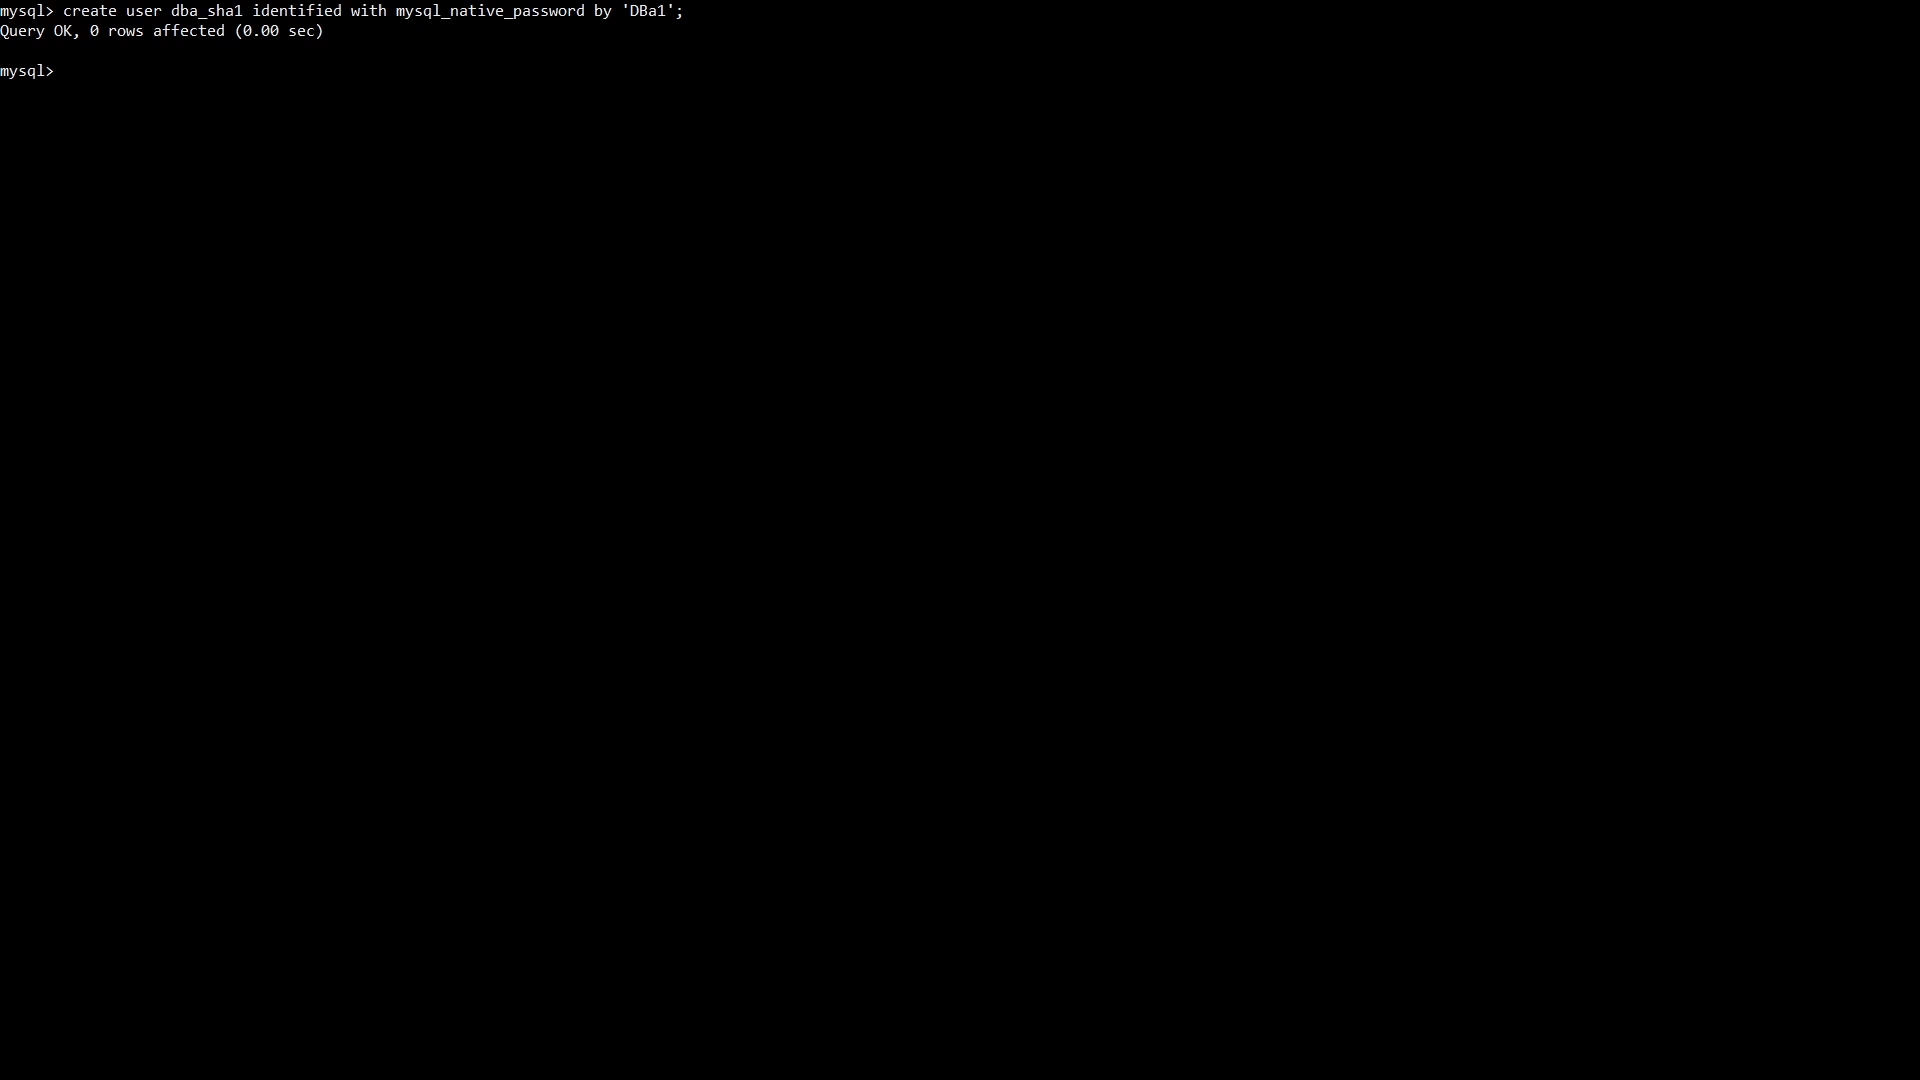 mysql> create user dba_sha1 identified with mysql_native_password by 'DBa1';
Query OK, 0 rows affected (0.00 sec)
mysql>